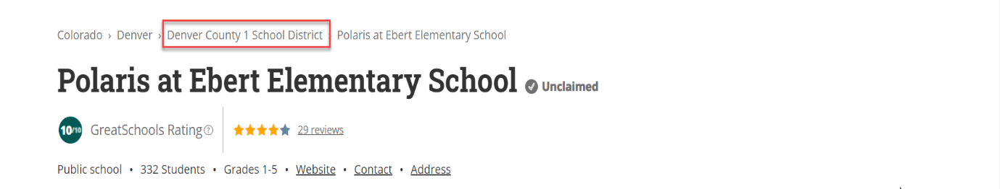 Colorado › Denver › Denver County 1 School District › Polaris at Ebert Elementary School
Polaris at Ebert Elementary School Unclaimed
10/10 GreatSchools Rating ? 29 reviews
Public school • 332 Students • Grades 1-5 • Website • Contact • Address